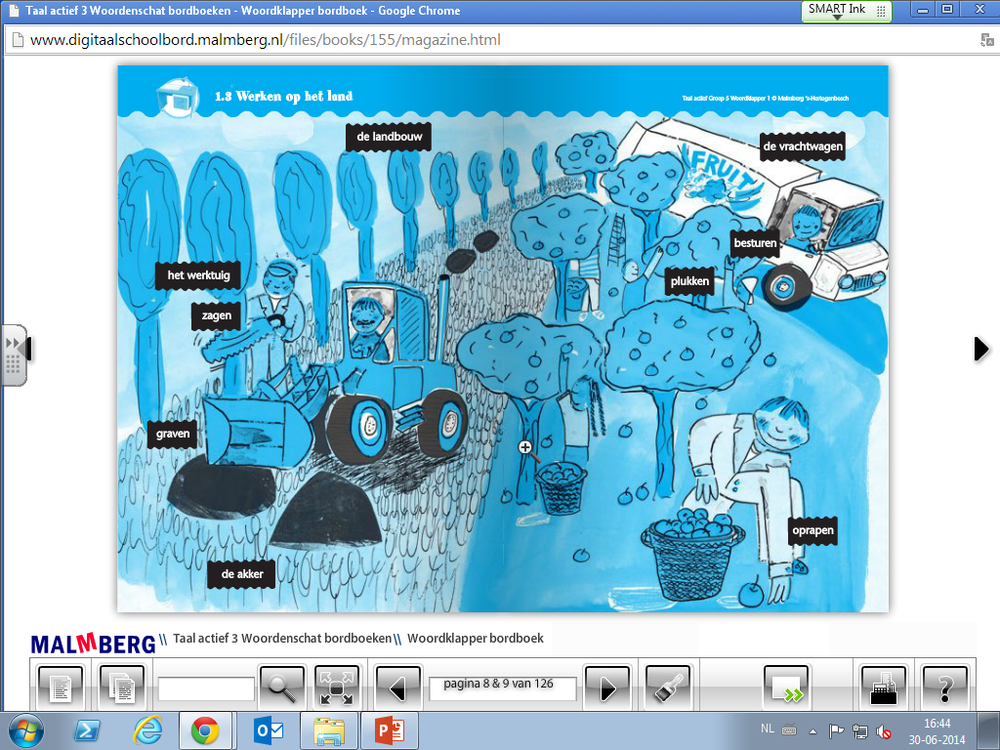 Taal actief 3 Woordenschat bordboeken - Woordklapper bordboek - Google Chrome
SMART Ink
www.digitaalschoolbord.malmberg.nl/files/books/155/magazine.html
1.3 Werken op het land
Taal actief Groep 5 Woordklapper 1 © Malmberg 's-Hertogenbosch
de landbouw
de vrachtwagen
FRUIT
besturen
het werktuig
plukken
zagen
graven
oprapen
de akker
MALMBERG \\ Taal actief 3 Woordenschat bordboeken \\ Woordklapper bordboek
pagina 8 & 9 van 126
NL
16:44
30-06-2014